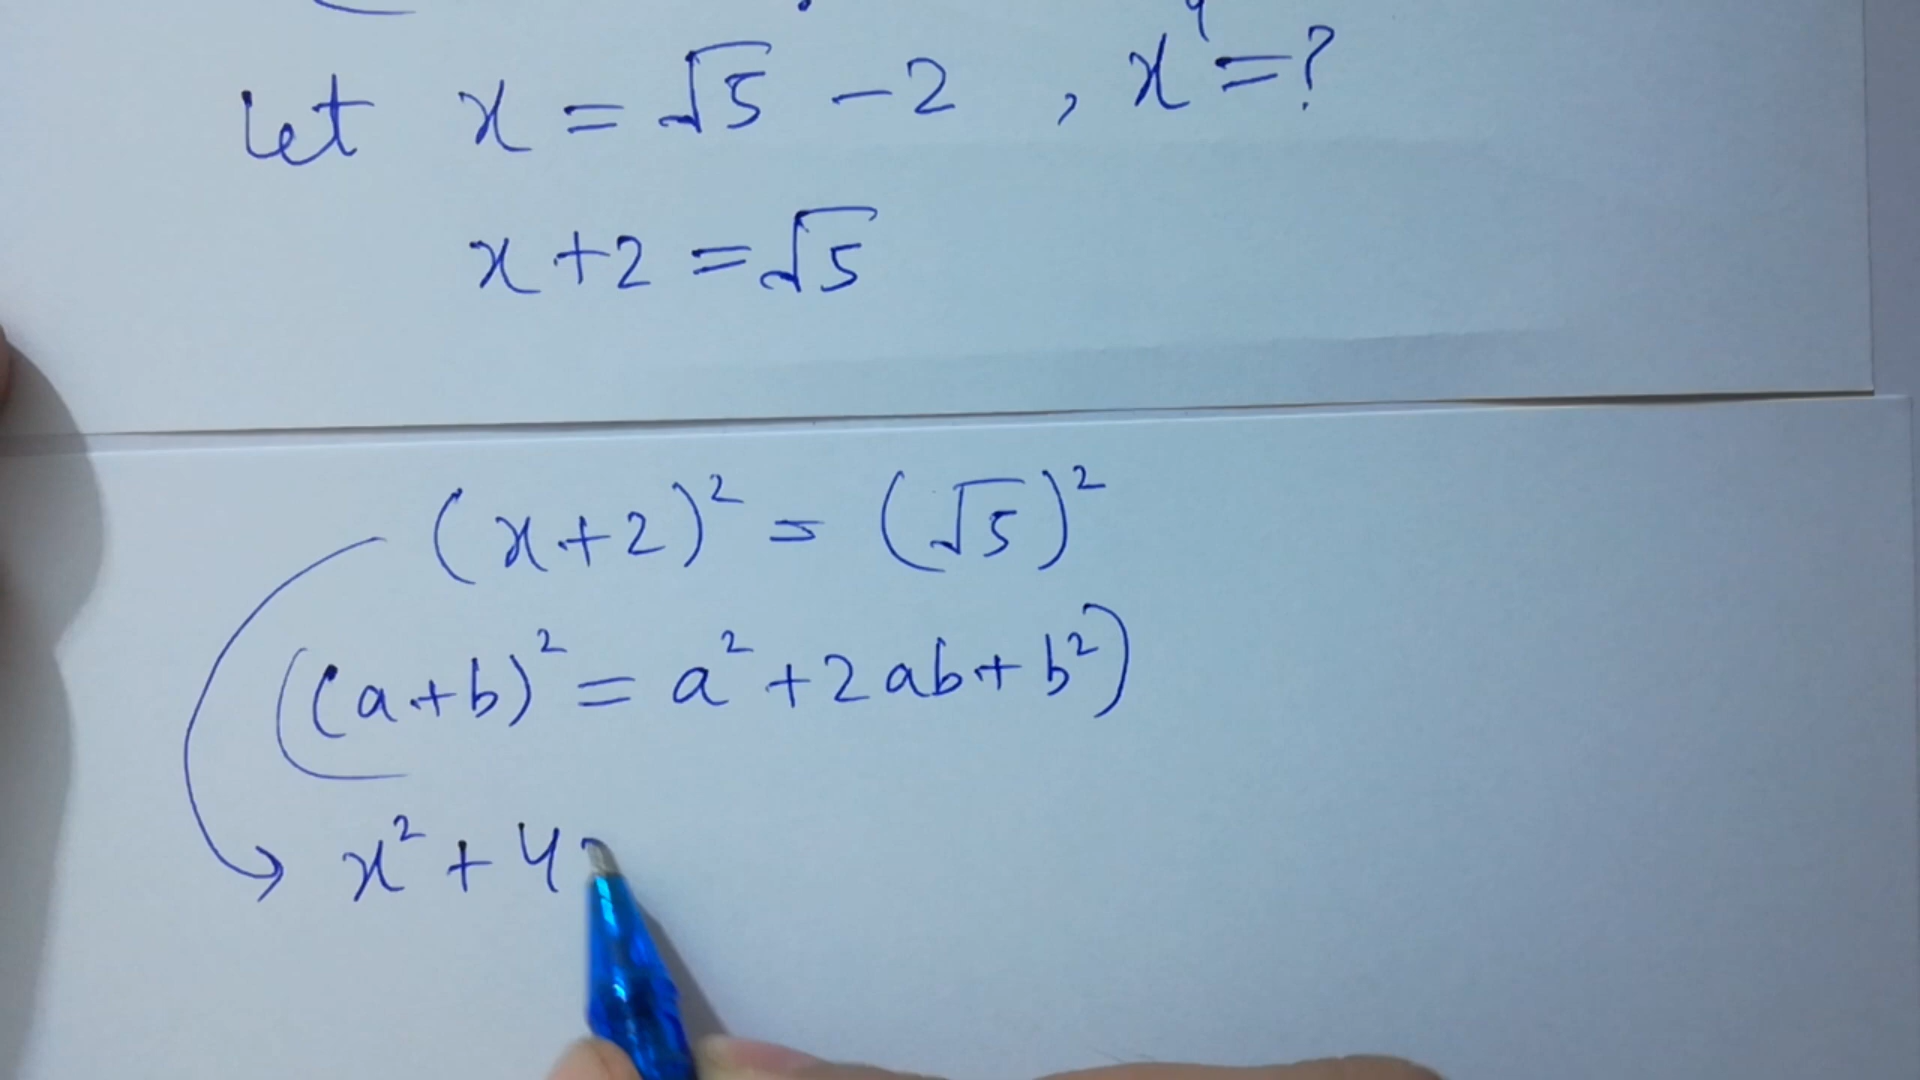 let x = √5 - 2 , x⁴ = ?
x + 2 = √5
(x+2)² = (√5)²
((a+b)² = a² + 2ab + b²)
x² + 4